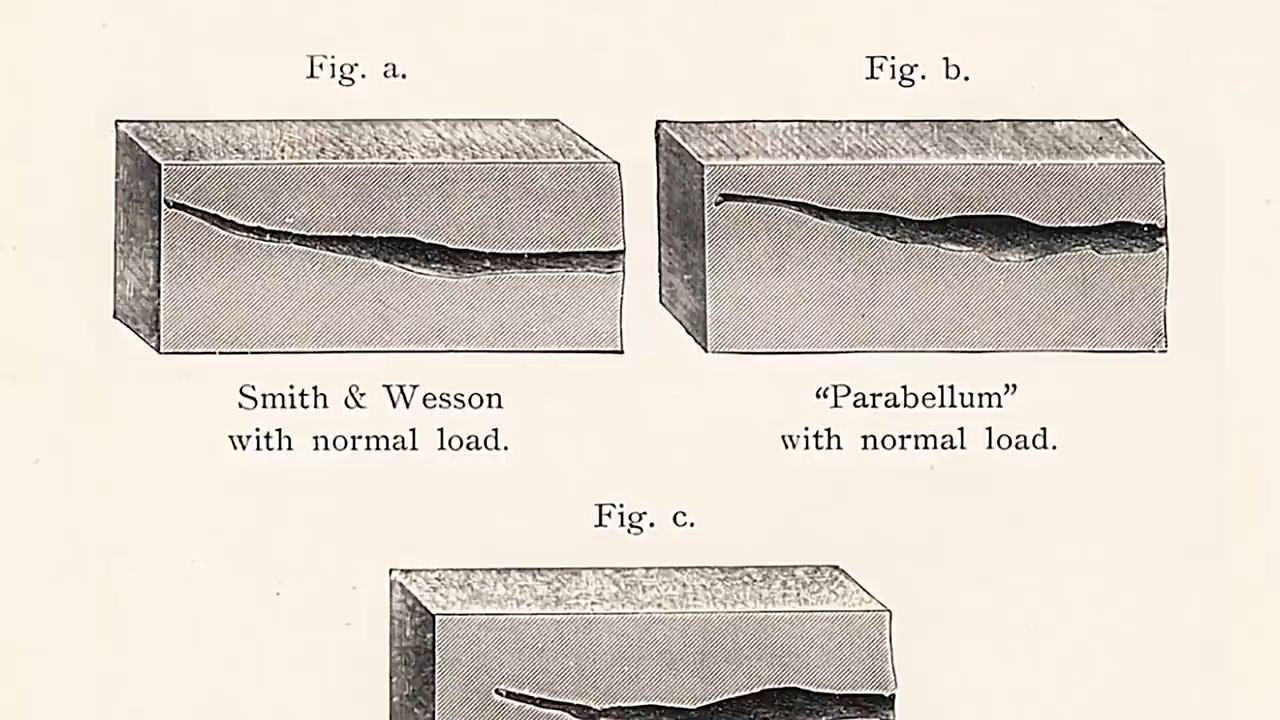 Fig. a.
Fig. b.
Smith & Wesson
with normal load.
“Parabellum”
with normal load.
Fig. c.